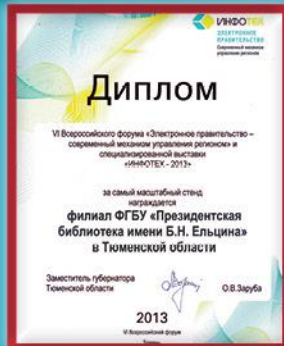 ИНФОТЕХ
ЭЛЕКТРОННОЕ
ПРАВИТЕЛЬСТВО
Современный механизм
управления регионом
Диплом
VI Всероссийского форума «Электронное правительство –
современный механизм управления регионом» и
специализированной выставки
«ИНФОТЕХ - 2013»
за самый масштабный стенд
награждается
филиал ФГБУ «Президентская
библиотека имени Б.Н. Ельцина»
в Тюменской области
Заместитель губернатора
Тюменской области
О.В.Заруба
2013
VI Всероссийский форум